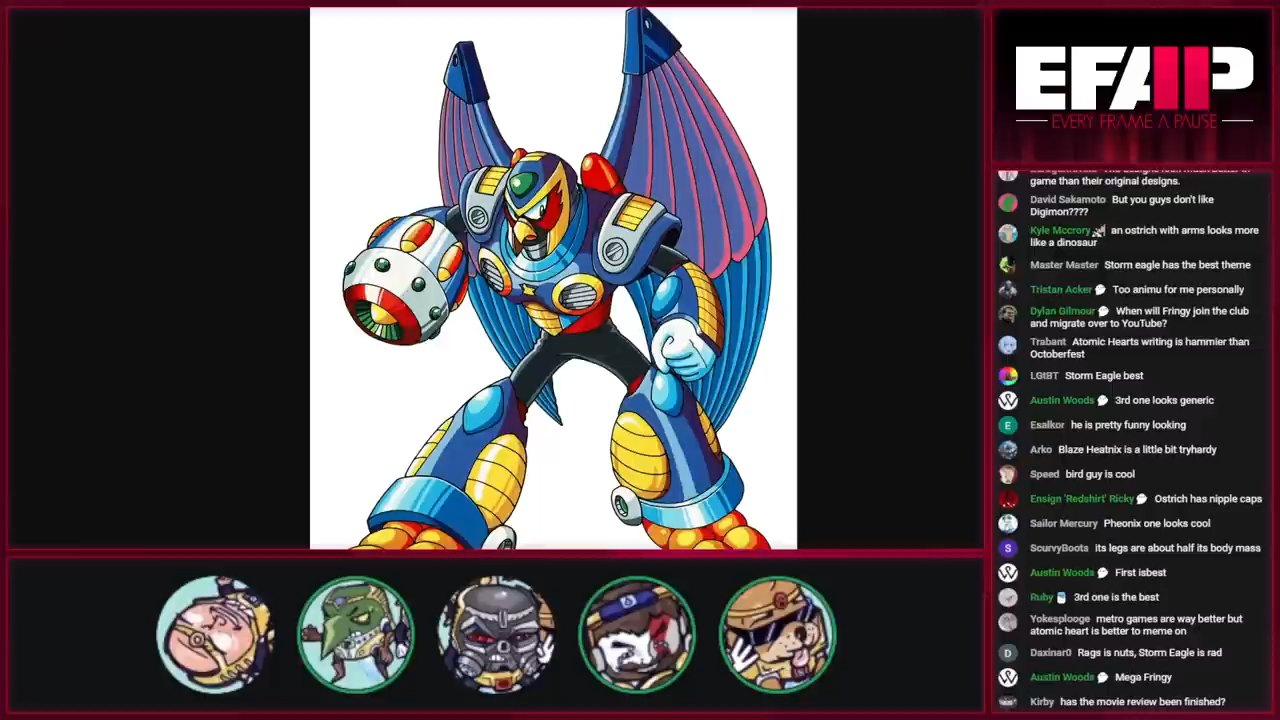 EFAP
EVERY FRAME A PAUSE
game than their original designs.
David Sakamoto But you guys don't like
Digimon????
Kyle Mccrory an ostrich with arms looks more
like a dinosaur
Master Master Storm eagle has the best theme
Tristan Acker Too animu for me personally
Dylan Gilmour When will Fringy join the club
and migrate over to YouTube?
Trabant Atomic Hearts writing is hammier than
Octoberfest
LGtBT Storm Eagle best
Austin Woods 3rd one looks generic
Esalkor he is pretty funny looking
Arko Blaze Heatnix is a little bit tryhardy
Speed bird guy is cool
Ensign 'Redshirt' Ricky Ostrich has nipple caps
Sailor Mercury Pheonix one looks cool
ScurvyBoots its legs are about half its body mass
Austin Woods First isbest
Ruby 3rd one is the best
Yokesplooge metro games are way better but
atomic heart is better to meme on
Daxinar0 Rags is nuts, Storm Eagle is rad
Austin Woods Mega Fringy
Kirby has the movie review been finished?